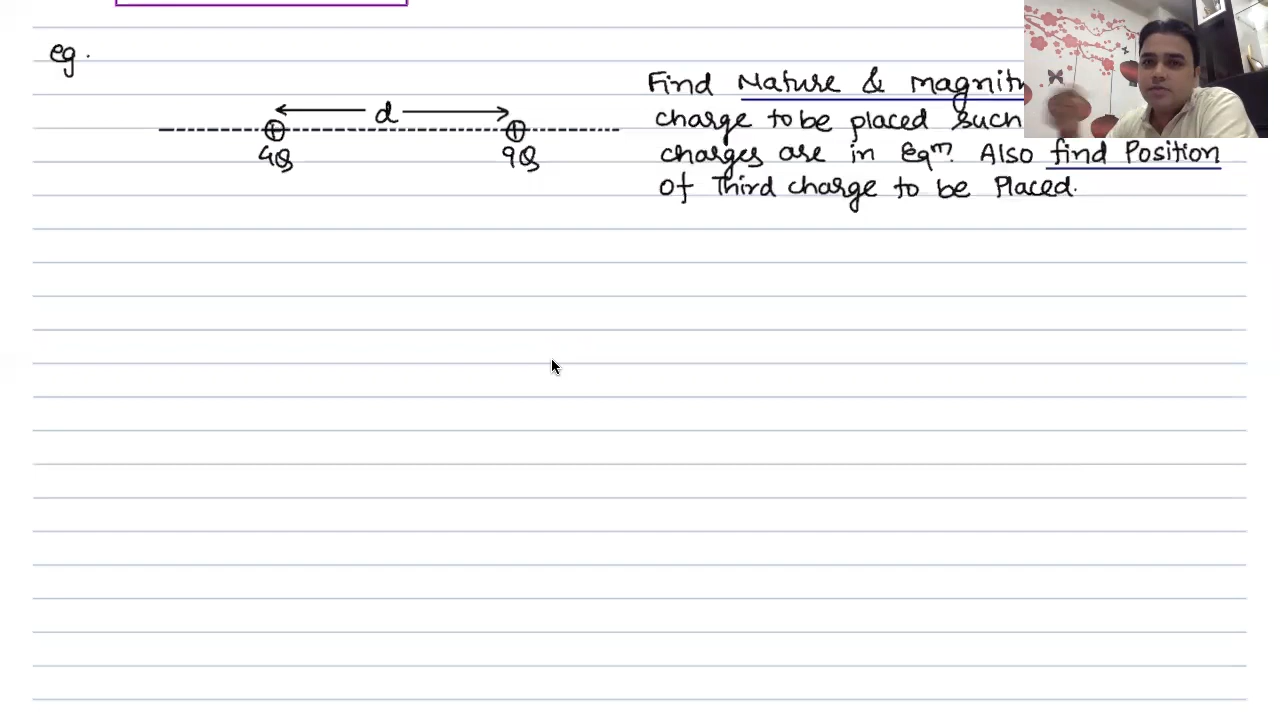 eg.
d
4Q
9Q
Find Nature & Magnit
charge to be placed such
charges are in Eqm. Also find Position
of Third charge to be Placed.